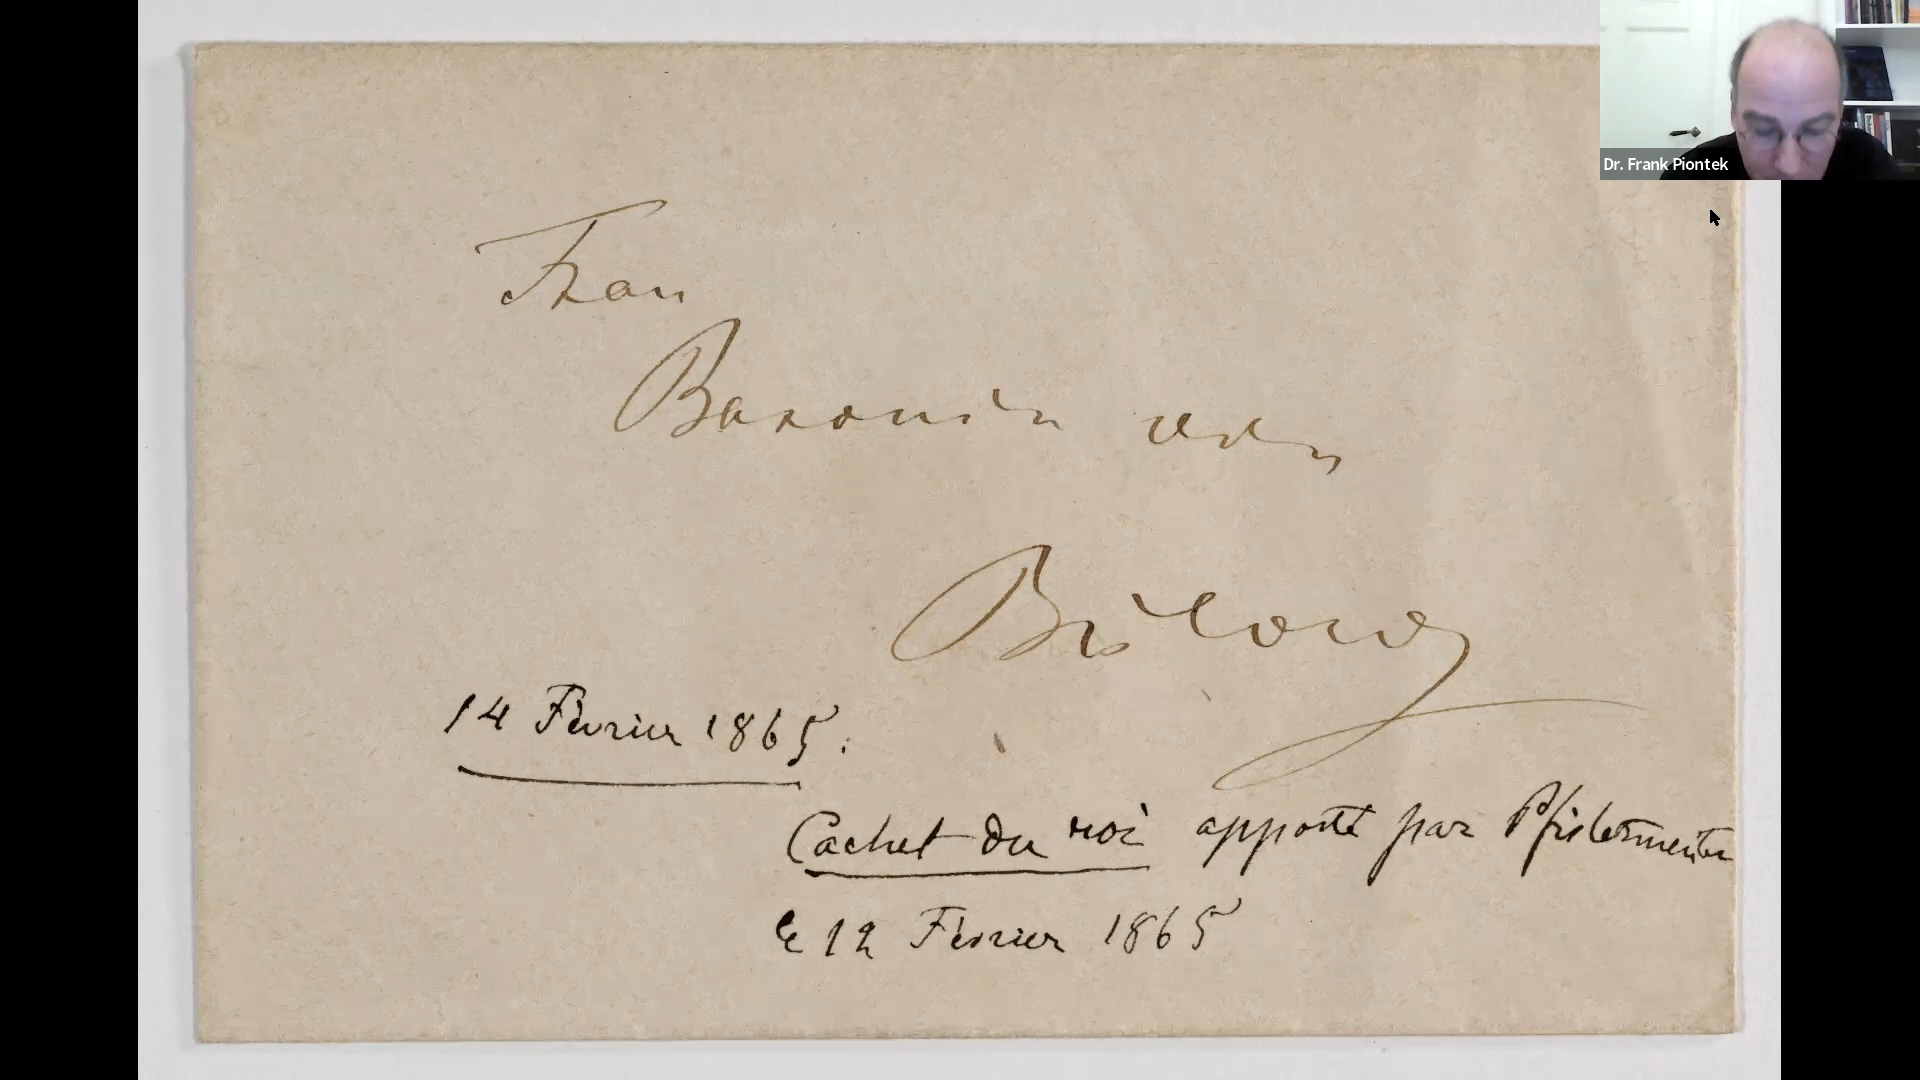 Dr. Frank Piontek
Frau
Baronin von
Bülow
14 Février 1865.
Cachet du roi apporté par Pfistermeister
le 12 Février 1865